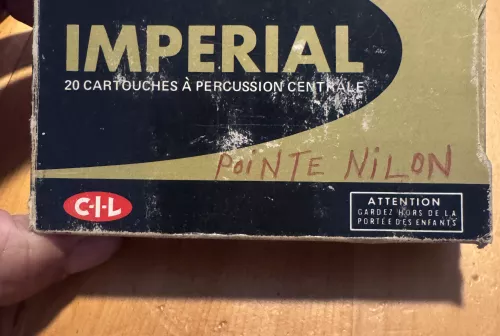 IMPERIAL
20 CARTOUCHES À PERCUSSION CENTRALE
POiNTE NiLON
C-I-L
ATTENTION
GARDEZ HORS DE LA
PORTÉE DES ENFANTS